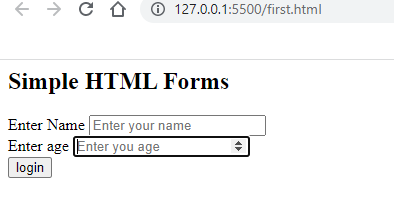 127.0.0.1:5500/first.html
Simple HTML Forms
Enter Name Enter your name
Enter age Enter you age
login